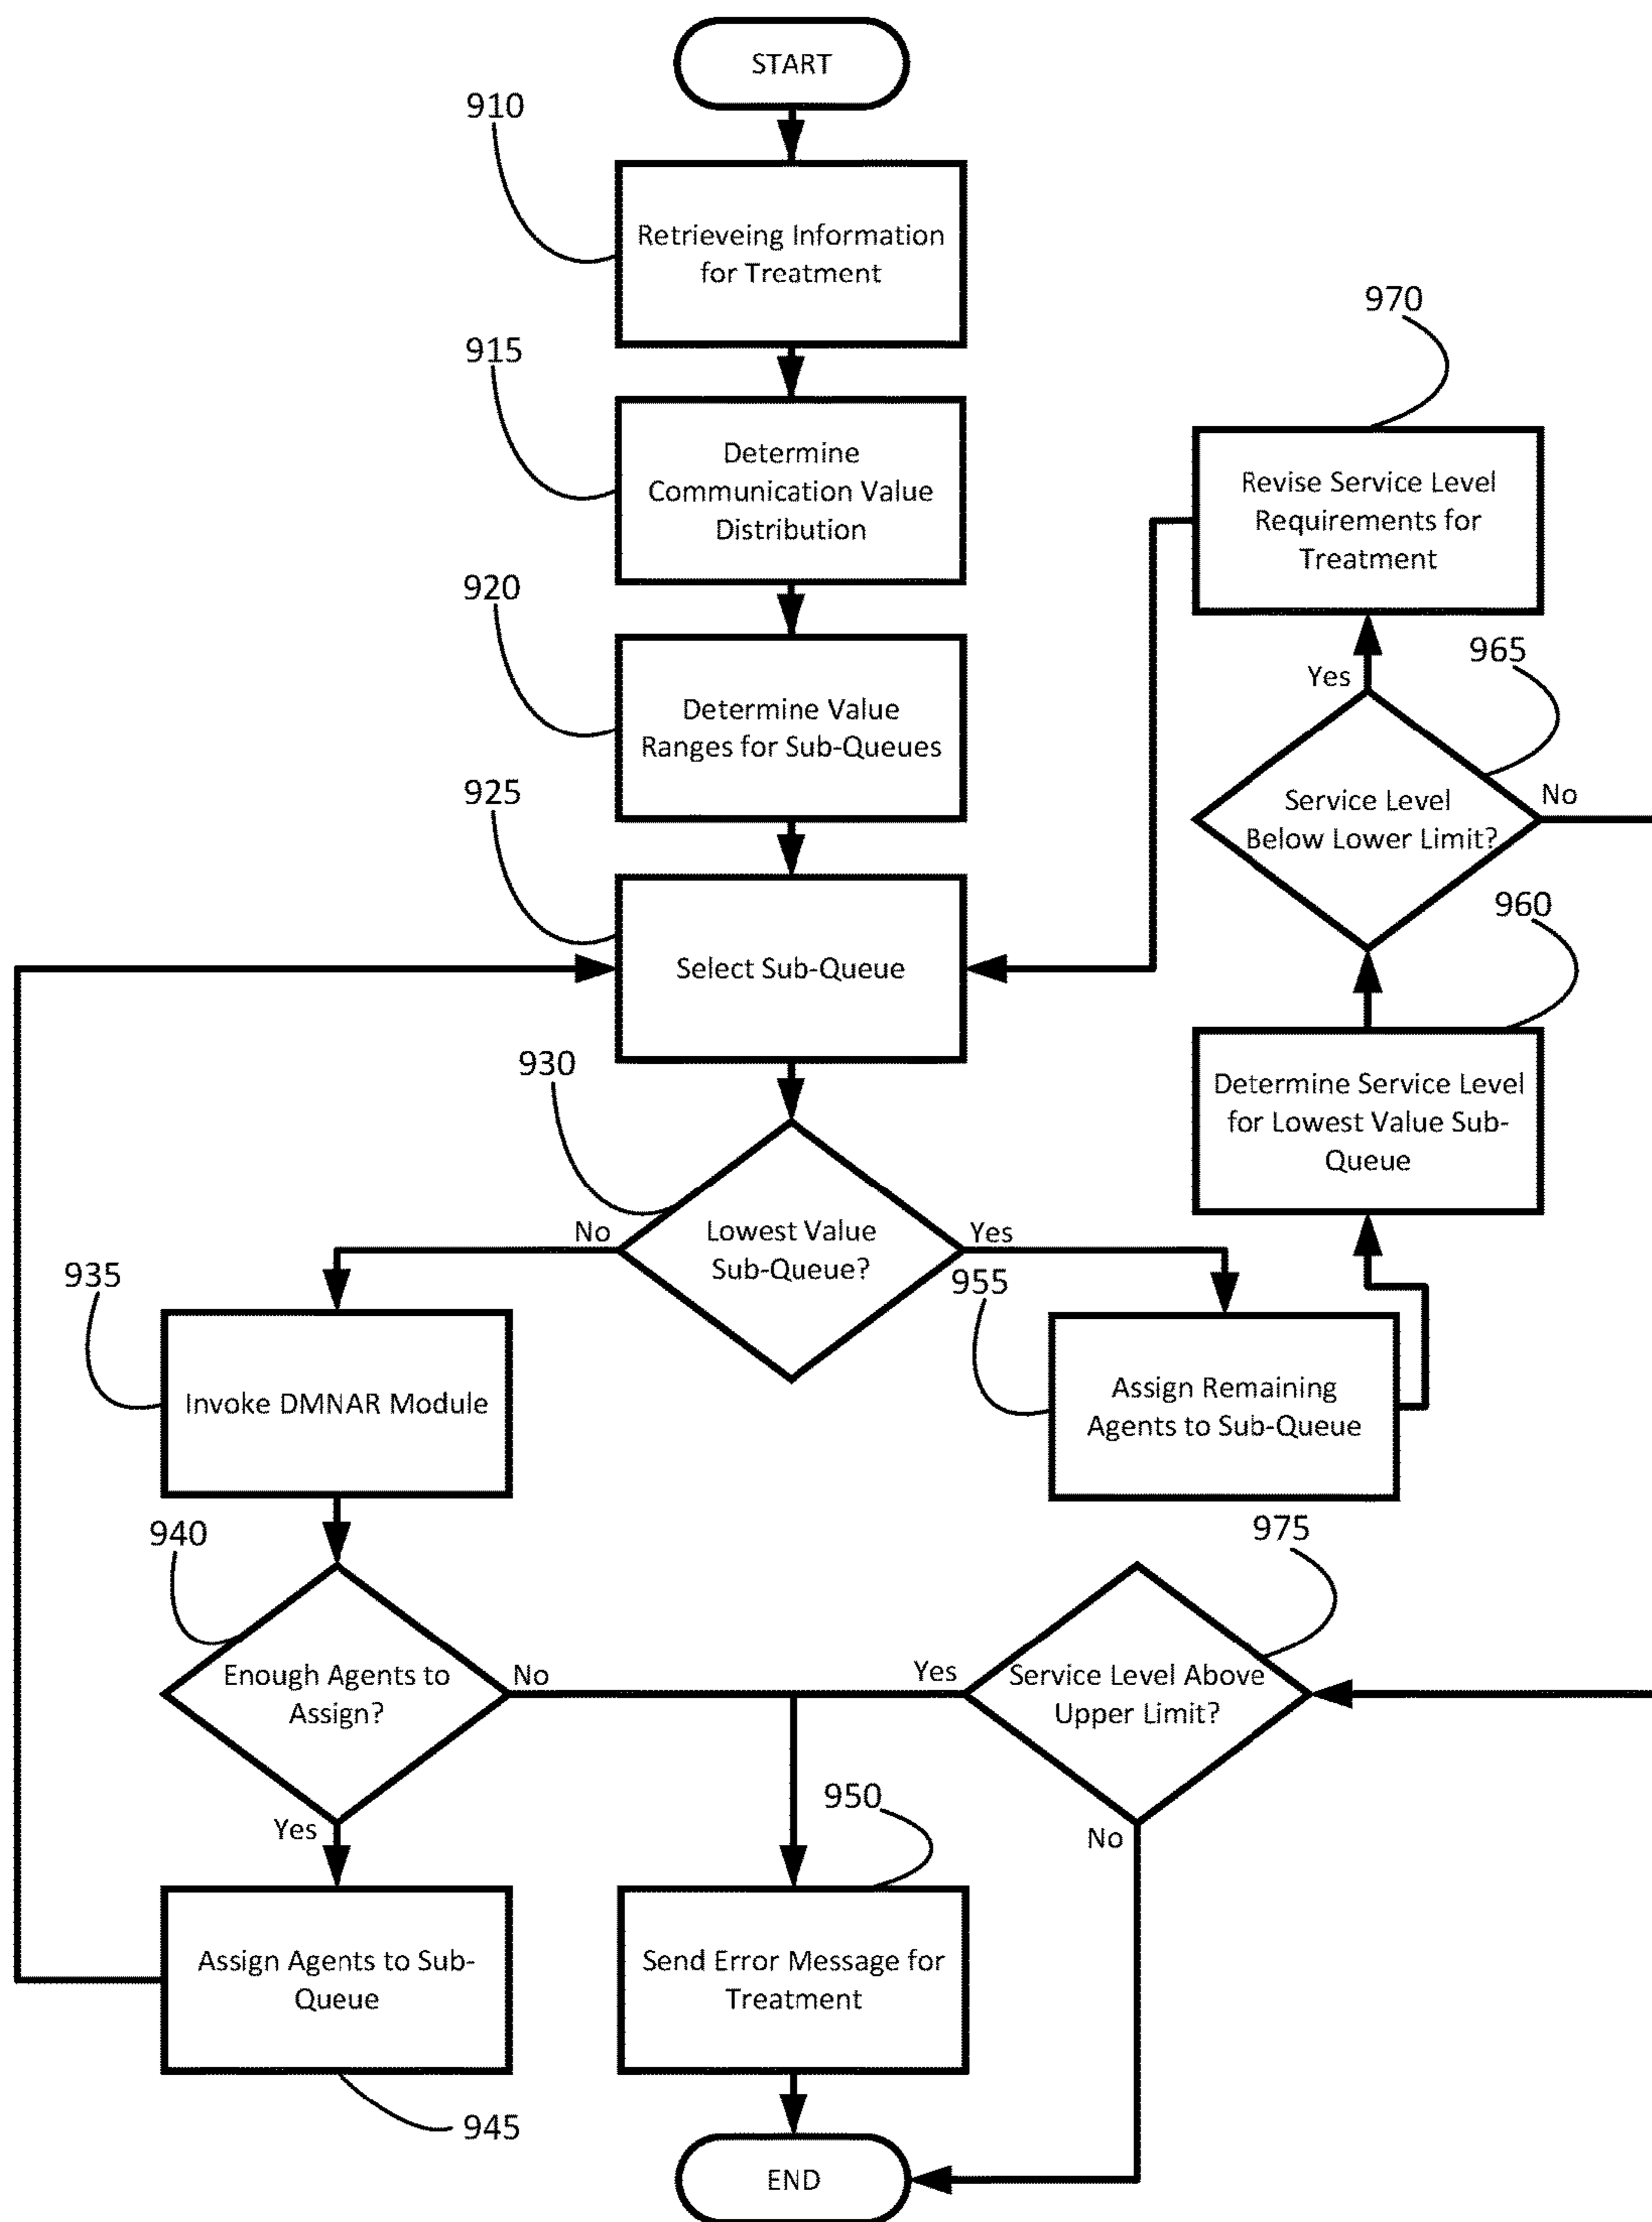 START
910
Retrieveing Information
for Treatment
915
Determine
Communication Value
Distribution
970
Revise Service Level
Requirements for
Treatment
920
Determine Value
Ranges for Sub-Queues
965
Yes
Service Level
Below Lower Limit?
No
925
Select Sub-Queue
960
Determine Service Level
for Lowest Value Sub-
Queue
930
Lowest Value
Sub-Queue?
No
Yes
935
Invoke DMNAR Module
955
Assign Remaining
Agents to Sub-Queue
940
Enough Agents to
Assign?
No
Yes
975
Yes
Service Level Above
Upper Limit?
No
950
Assign Agents to Sub-
Queue
945
Send Error Message for
Treatment
END